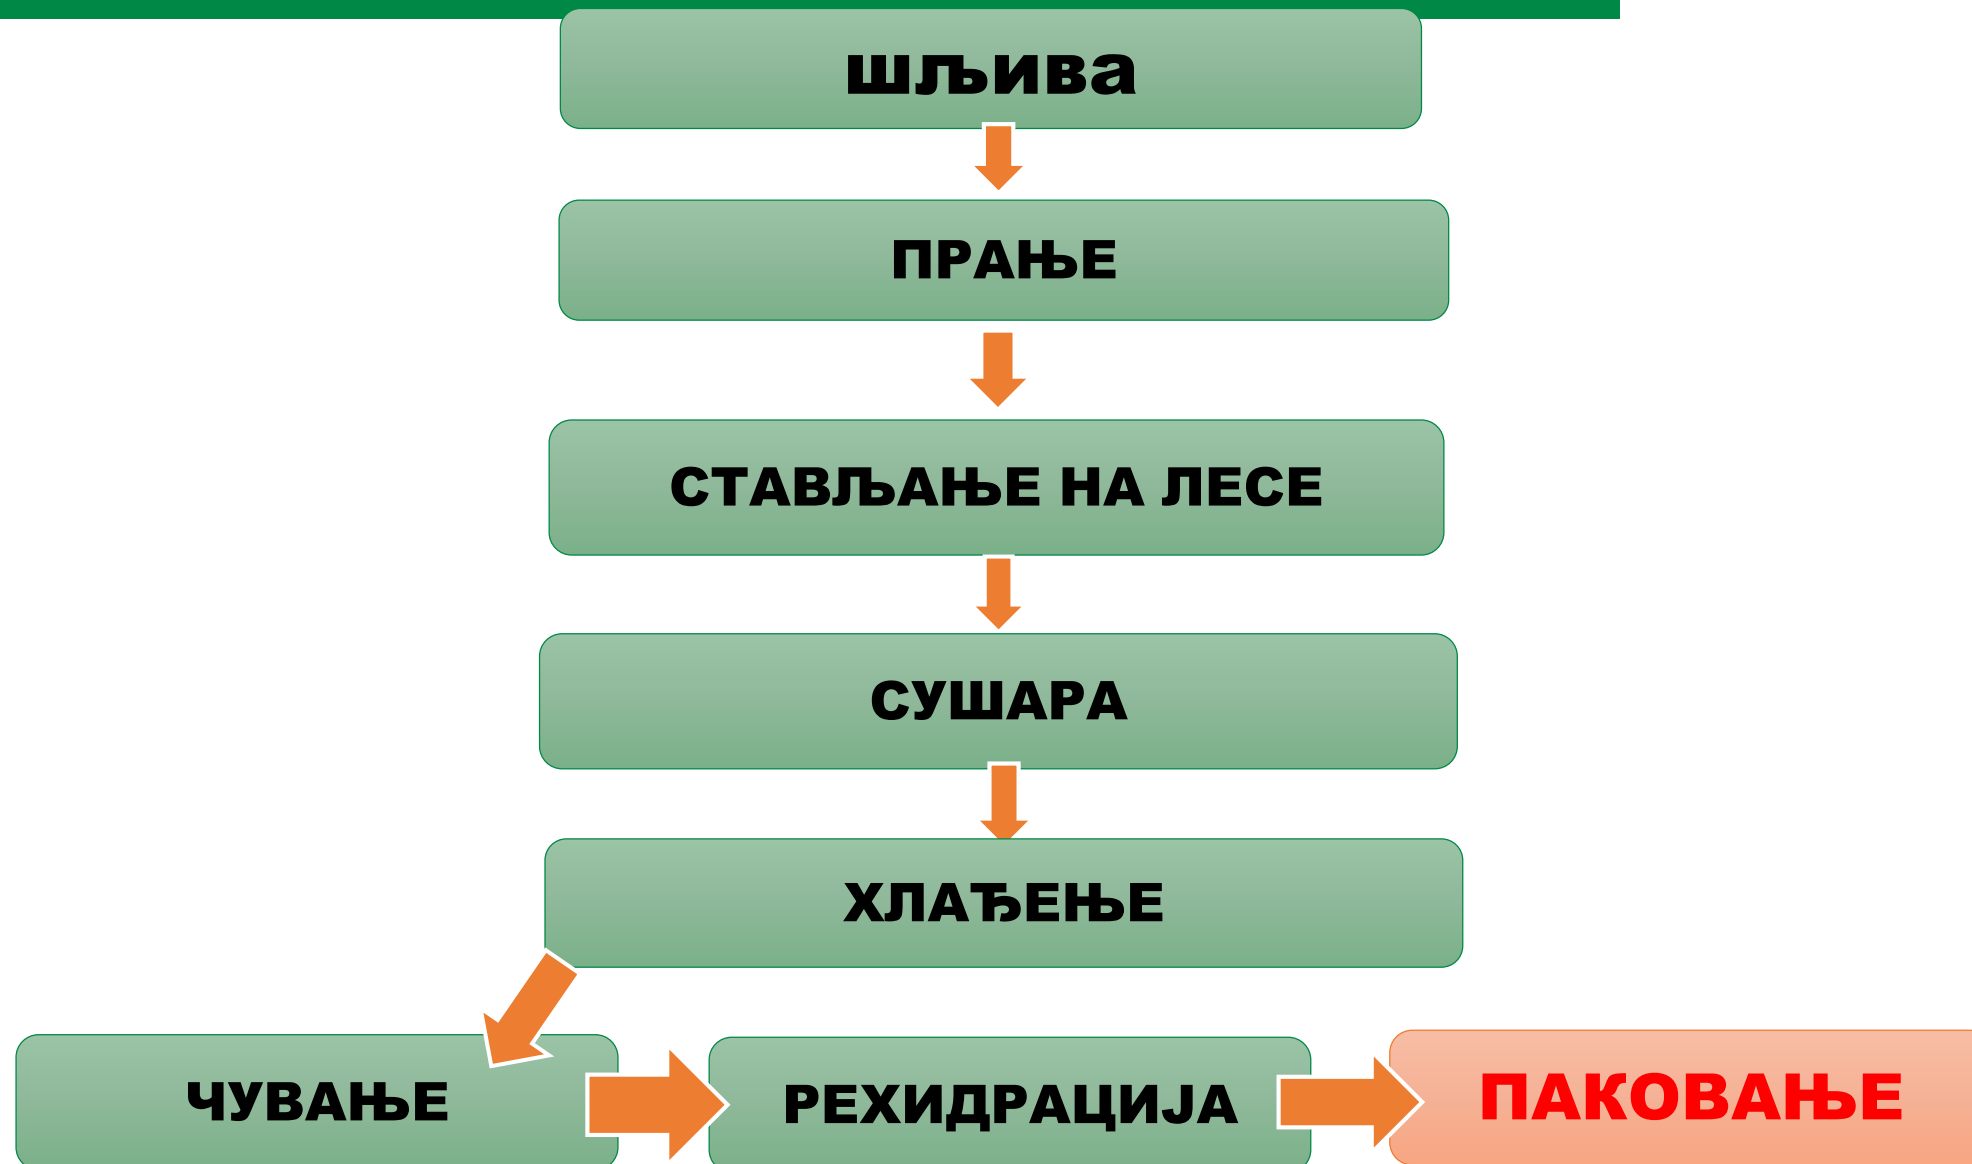 шљива
ПРАЊЕ
СТАВЉАЊЕ НА ЛЕСЕ
СУШАРА
ХЛАЂЕЊЕ
ЧУВАЊЕ
РЕХИДРАЦИЈА
ПАКОВАЊЕ